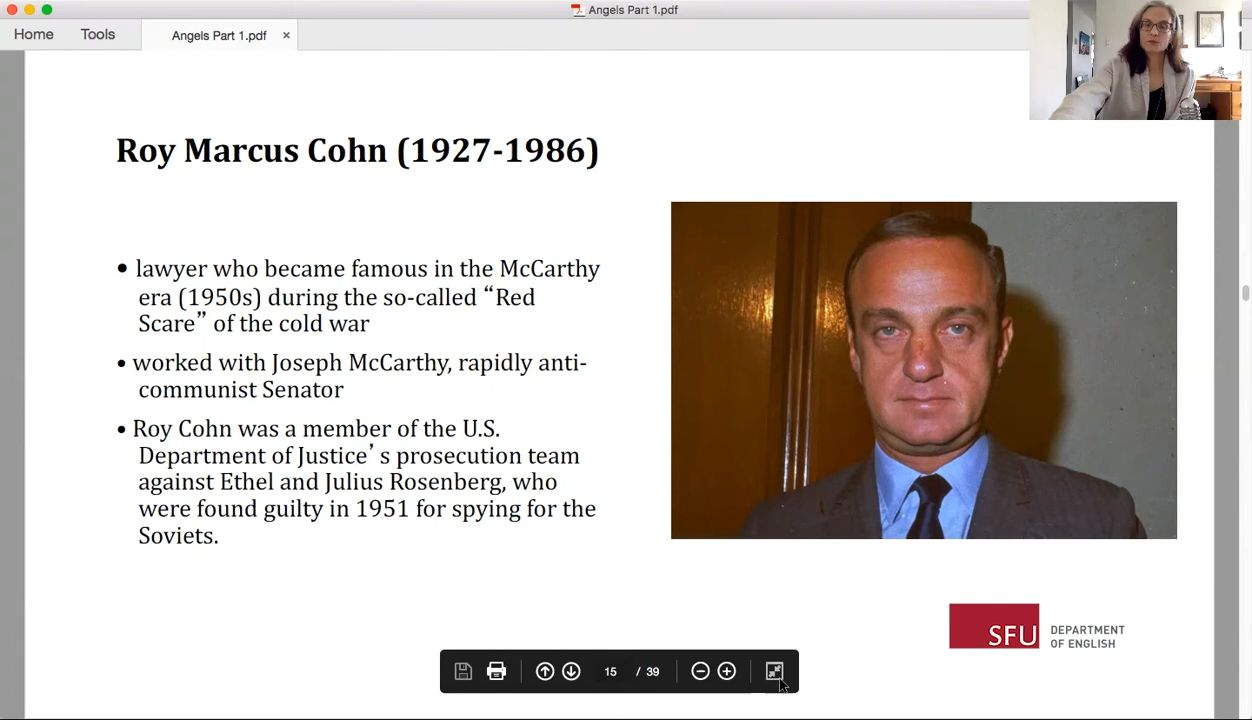 Angels Part 1.pdf
Home
Tools
Angels Part 1.pdf
×
Roy Marcus Cohn (1927-1986)
• lawyer who became famous in the McCarthy
era (1950s) during the so-called “Red
Scare” of the cold war
• worked with Joseph McCarthy, rapidly anti-
communist Senator
• Roy Cohn was a member of the U.S.
Department of Justice’ s prosecution team
against Ethel and Julius Rosenberg, who
were found guilty in 1951 for spying for the
Soviets.
SFU
DEPARTMENT
OF ENGLISH
15 / 39